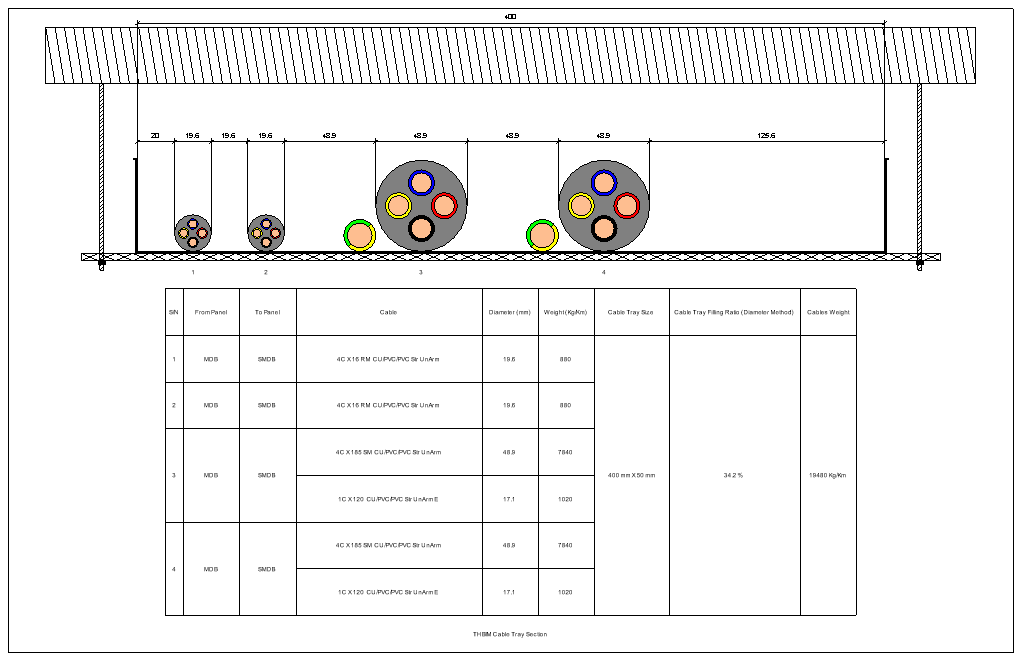 400
20 19.6 19.6 19.6 48.9 48.9 48.9 48.9 125.6
1 2 3 4
S/N From Panel To Panel Cable Diameter (mm) Weight (Kg/Km) Cable Tray Size Cable Tray Filling Ratio (Diameter Method) Cables Weight
1 MDB SMDB 4C X 16 RM CU/PVC/PVC Str UnArm 19.6 880
2 MDB SMDB 4C X 16 RM CU/PVC/PVC Str UnArm 19.6 880
4C X 185 SM CU/PVC/PVC Str UnArm 48.9 7840
3 MDB SMDB 400 mm X 50 mm 34.2 % 19480 Kg/Km
1C X 120 CU/PVC/PVC Str UnArm E 17.1 1020
4C X 185 SM CU/PVC/PVC Str UnArm 48.9 7840
4 MDB SMDB
1C X 120 CU/PVC/PVC Str UnArm E 17.1 1020
THBIM Cable Tray Section